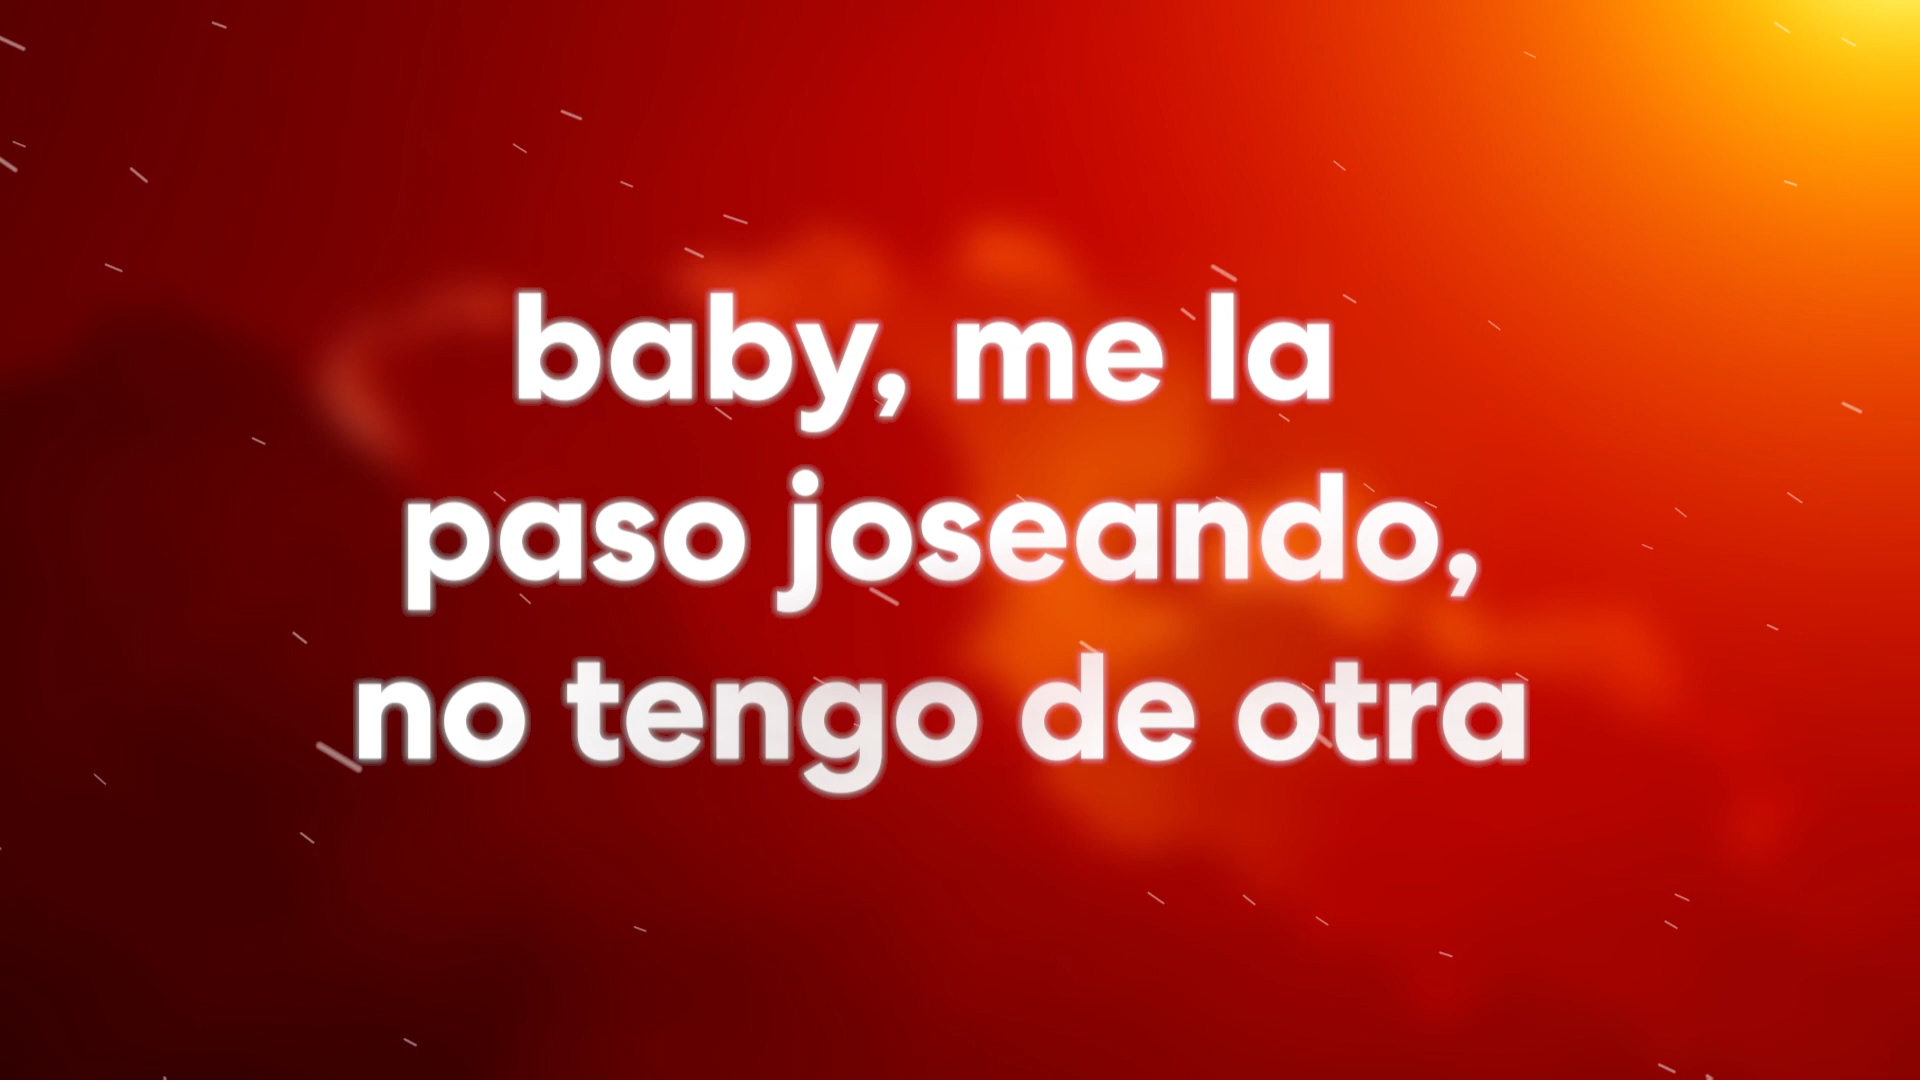 baby, me la
paso joseando,
no tengo de otra